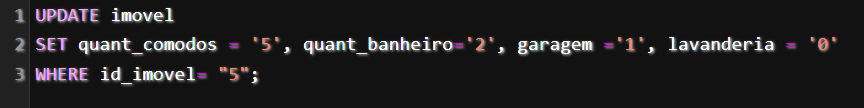 1 UPDATE imovel
2 SET quant_comodos = '5', quant_banheiro='2', garagem ='1', lavanderia = '0'
3 WHERE id_imovel= "5";